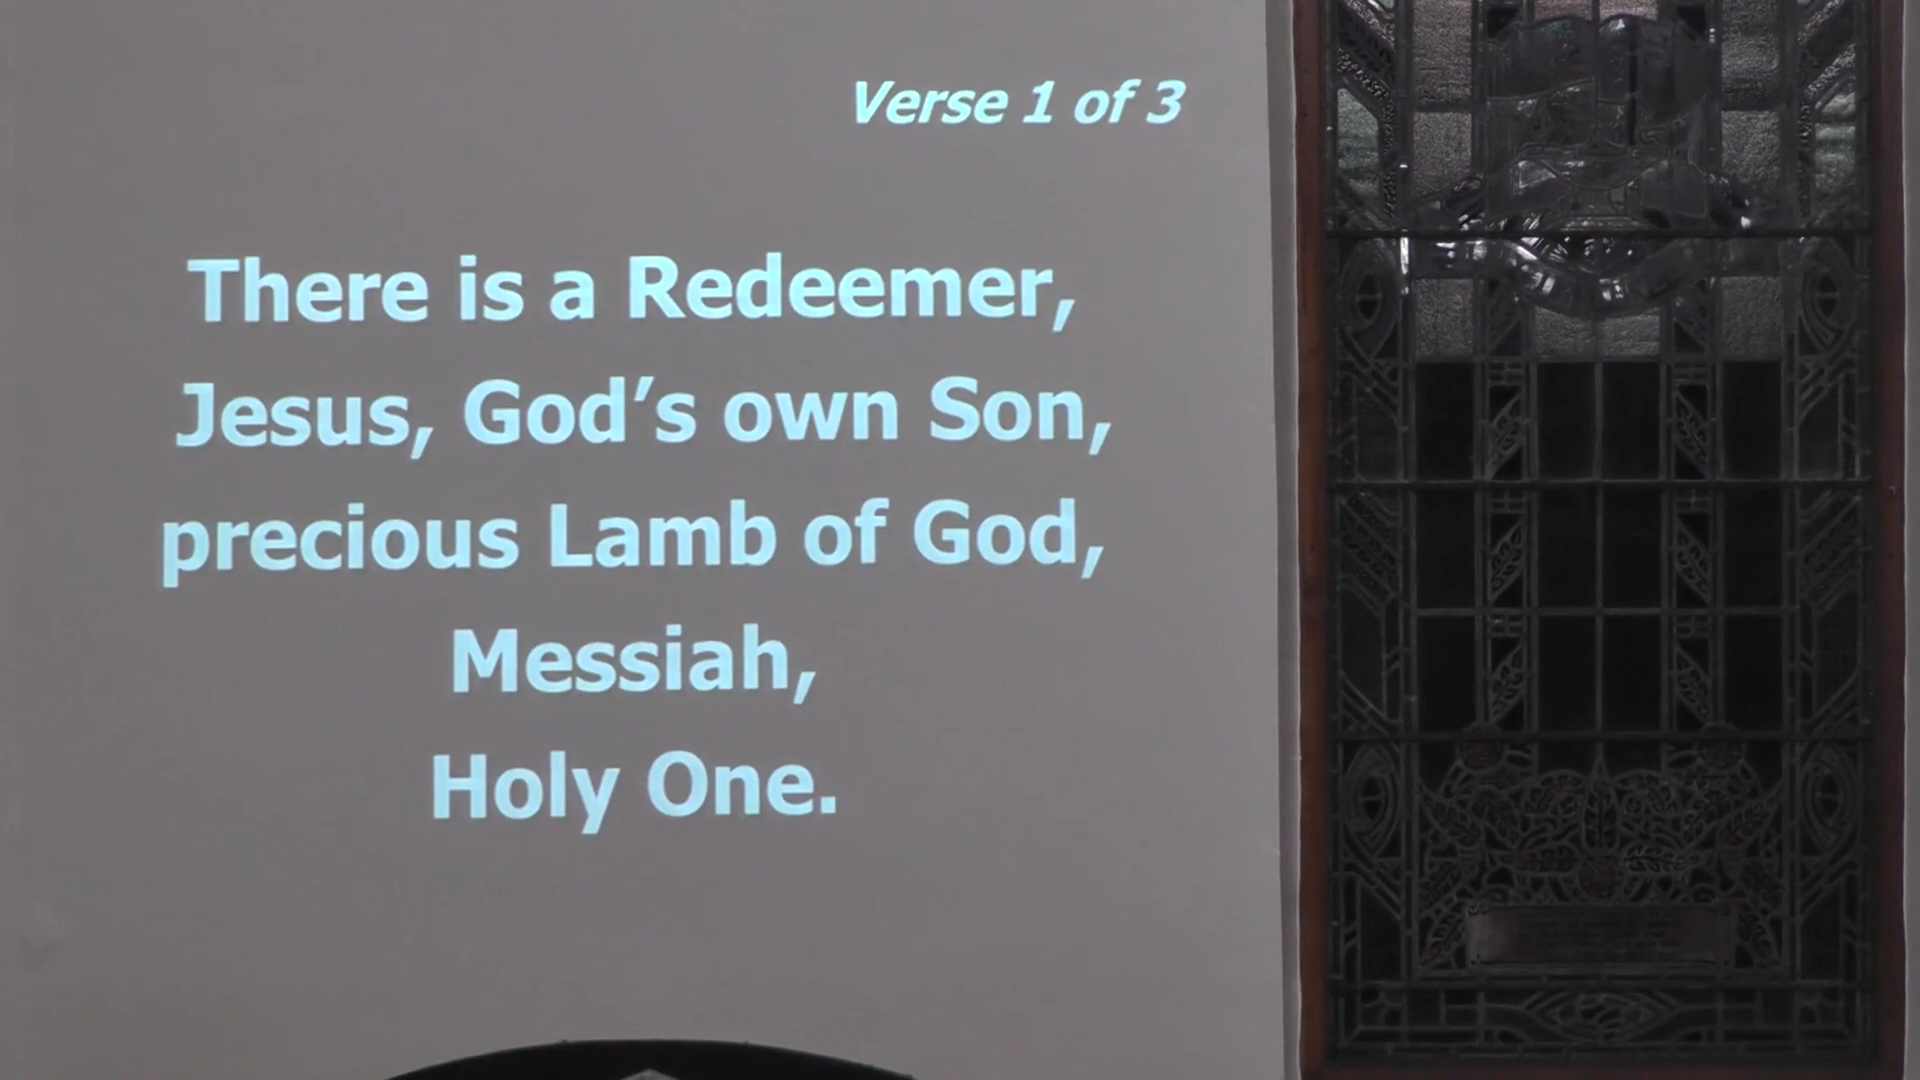 Verse 1 of 3
There is a Redeemer,
Jesus, God’s own Son,
precious Lamb of God,
Messiah,
Holy One.